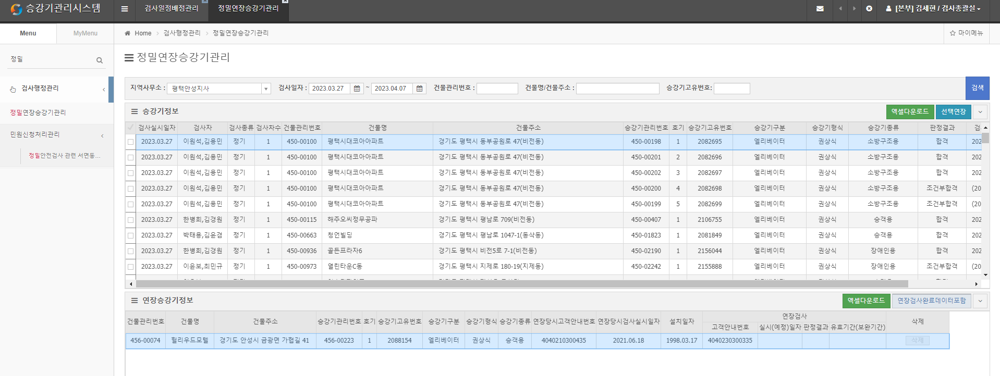 승강기관리시스템 검사일정배정관리 정밀연장승강기관리 [본부] 김세현 / 검사총괄실
Menu MyMenu Home 검사행정관리 정밀연장승강기관리 마이메뉴
정밀
검사행정관리
정밀연장승강기관리
민원신청처리관리
정밀안전검사 관련 서면동...
정밀연장승강기관리
지역사무소 : 평택안성지사 검사일자 : 2023.03.27 ~ 2023.04.07 건물관리번호 : 건물명/건물주소 : 승강기고유번호: 검색
승강기정보 엑셀다운로드 선택연장
검사실시일자 검사자 검사종류 검사차수 건물관리번호 건물명 건물주소 승강기관리번호 호기 승강기고유번호 승강기구분 승강기형식 승강기종류 판정결과
2023.03.27 이원석,김용민 정기 1 450-00100 평택시대코아아파트 경기도 평택시 동부공원로 47(비전동) 450-00198 1 2082695 엘리베이터 권상식 소방구조용 합격 202
2023.03.27 이원석,김용민 정기 1 450-00100 평택시대코아아파트 경기도 평택시 동부공원로 47(비전동) 450-00201 2 2082696 엘리베이터 권상식 소방구조용 합격 202
2023.03.27 이원석,김용민 정기 1 450-00100 평택시대코아아파트 경기도 평택시 동부공원로 47(비전동) 450-00202 3 2082697 엘리베이터 권상식 소방구조용 합격 202
2023.03.27 이원석,김용민 정기 1 450-00100 평택시대코아아파트 경기도 평택시 동부공원로 47(비전동) 450-00200 4 2082698 엘리베이터 권상식 소방구조용 조건부합격 (20
2023.03.27 이원석,김용민 정기 1 450-00100 평택시대코아아파트 경기도 평택시 동부공원로 47(비전동) 450-00199 5 2082699 엘리베이터 권상식 소방구조용 조건부합격 (20
2023.03.27 한병희,김경원 정기 1 450-00115 해주오씨정무공파 경기도 평택시 평남로 709(비전동) 450-00407 1 2106755 엘리베이터 권상식 승객용 합격 202
2023.03.27 박태용,김윤겸 정기 1 450-00663 청언빌딩 경기도 평택시 평남로 1047-1(동삭동) 450-01823 1 2081849 엘리베이터 권상식 승객용 합격 202
2023.03.27 한병희,김경원 정기 1 450-00936 골든프라자6 경기도 평택시 비전5로 7-1(비전동) 450-02190 1 2156044 엘리베이터 권상식 장애인용 합격 202
2023.03.27 이윤보,최민규 정기 1 450-00973 열린타운C동 경기도 평택시 지제로 180-19(지제동) 450-02242 1 2155888 엘리베이터 권상식 장애인용 조건부합격 (20
연장승강기정보 엑셀다운로드 연장검사완료데이터포함
건물관리번호 건물명 건물주소 승강기관리번호 호기 승강기고유번호 승강기구분 승강기형식 승강기종류 연장당시고객안내번호 연장당시검사실시일자 설치일자 연장검사 삭제
고객안내번호 실시(예정)일자 판정결과 유효기간(보완기간)
456-00074 헐리우드모텔 경기도 안성시 금광면 가협길 41 456-00223 1 2088154 엘리베이터 권상식 승객용 4040210300435 2021.06.18 1998.03.17 4040230300335 삭제